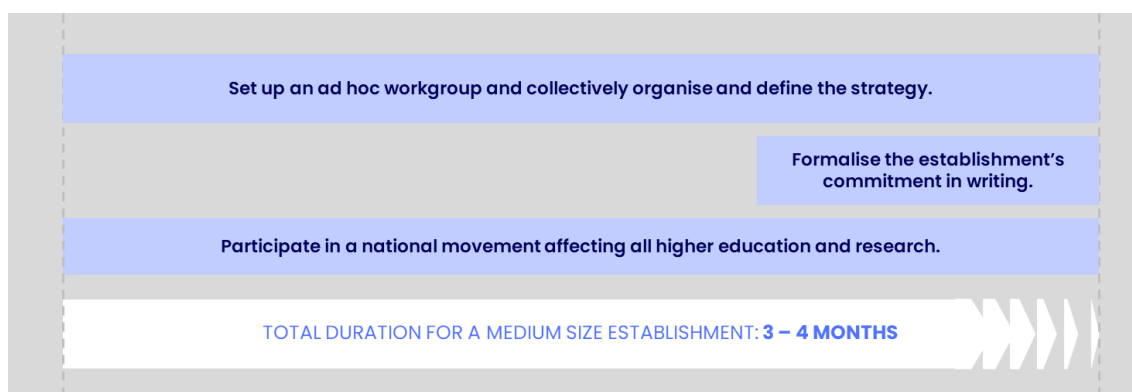 Set up an ad hoc workgroup and collectively organise and define the strategy.
Formalise the establishment’s
commitment in writing.
Participate in a national movement affecting all higher education and research.
TOTAL DURATION FOR A MEDIUM SIZE ESTABLISHMENT: 3 – 4 MONTHS